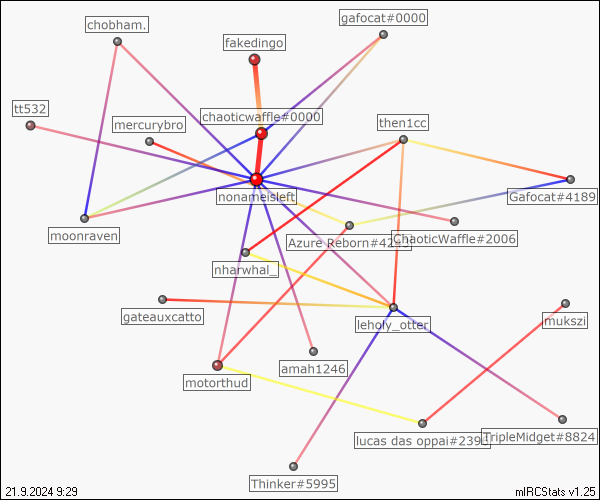 gafocat#0000
chobham.
fakedingo
tt532
chaoticwaffle#0000
mercurybro
then1cc
nonameisleft
Gafocat#4189
moonraven
Azure Reborn#42
ChaoticWaffle#2006
nharwhal_
gateauxcatto
leholy_otter
mukszi
amah1246
motorthud
lucas das oppai#239
TripleMidget#8824
Thinker#5995
21.9.2024 9:29
mIRCStats v1.25